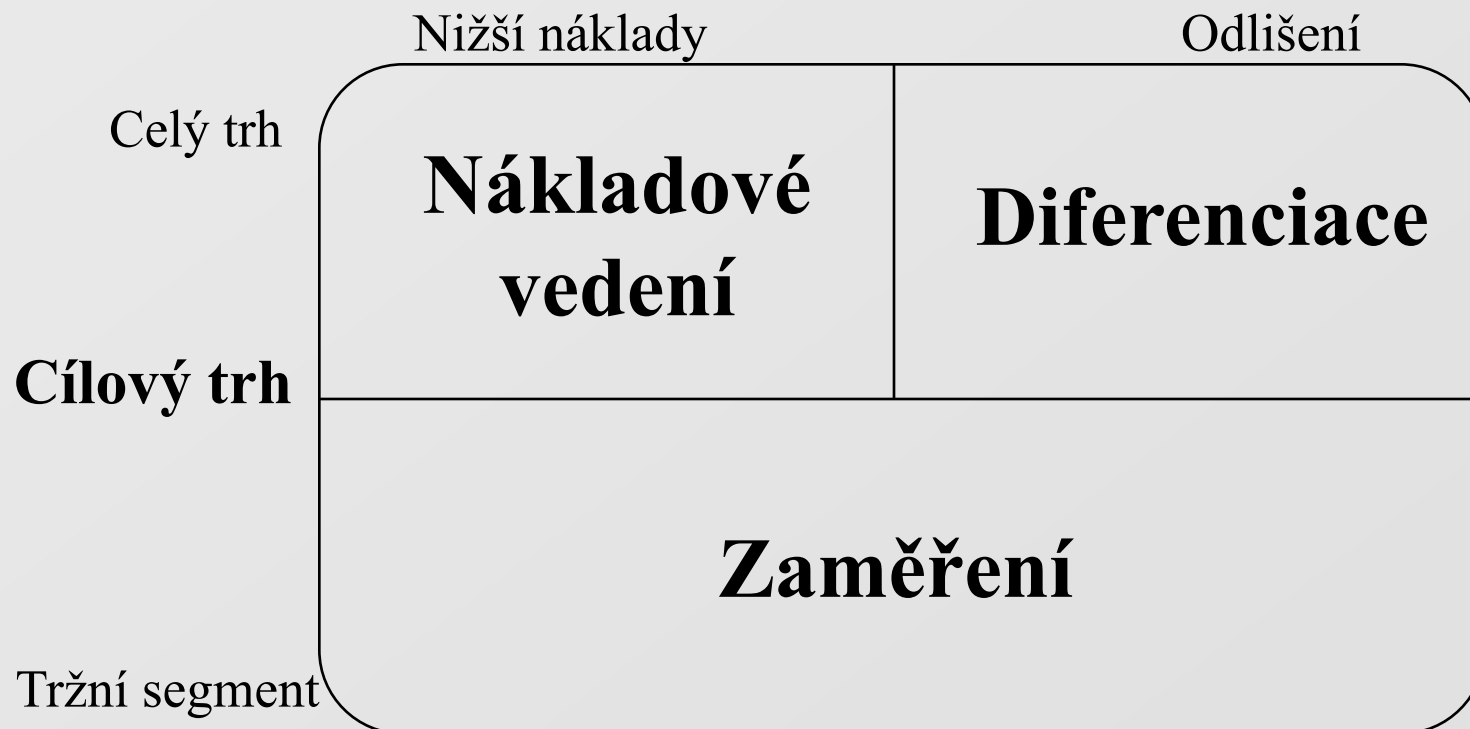 Nižší náklady
Odlišení
Celý trh
Nákladové
vedení
Diferenciace
Cílový trh
Zaměření
Tržní segment